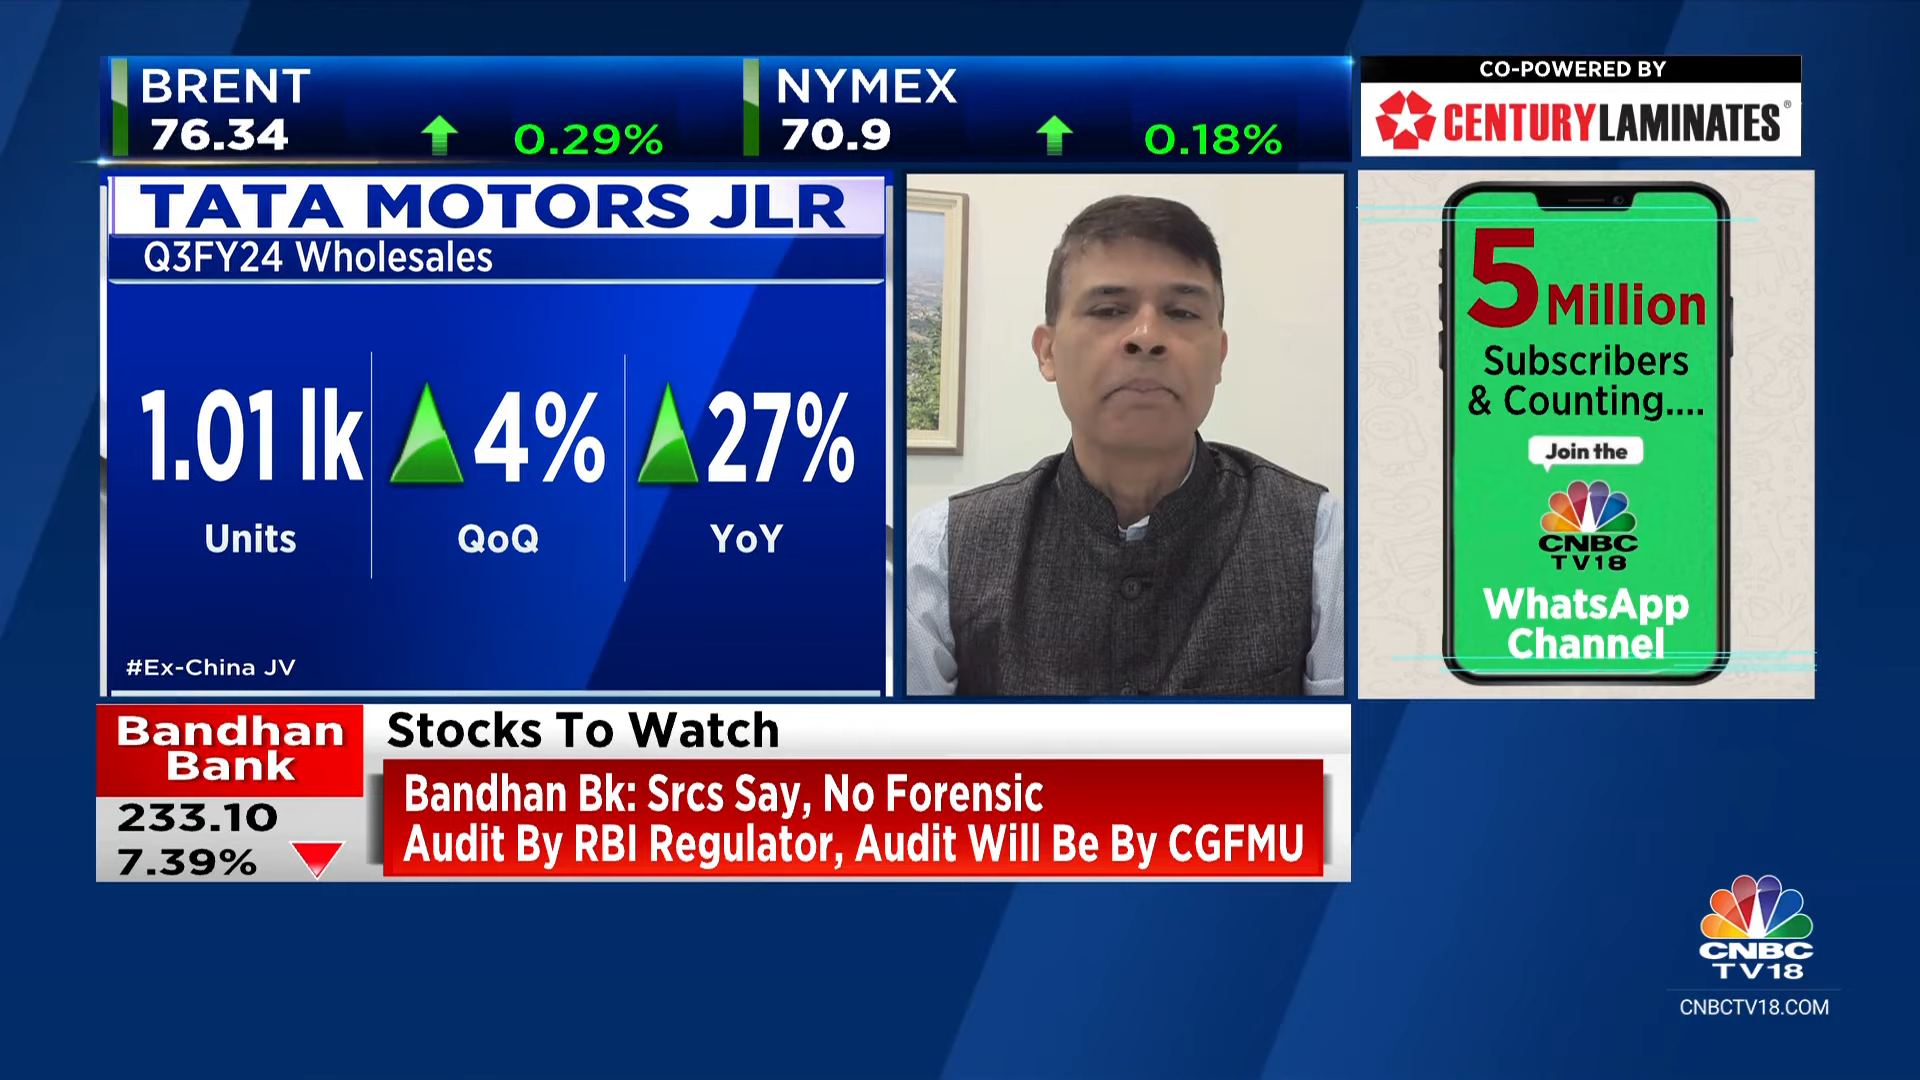 BRENT
76.34 0.29%
NYMEX
70.9 0.18%
CO-POWERED BY
CENTURYLAMINATES®
TATA MOTORS JLR
Q3FY24 Wholesales
1.01 lk
Units
4%
QoQ
27%
YoY
#Ex-China JV
5 Million
Subscribers
& Counting....
Join the
CNBC
TV18
WhatsApp
Channel
Bandhan
Bank
233.10
7.39%
Stocks To Watch
Bandhan Bk: Srcs Say, No Forensic
Audit By RBI Regulator, Audit Will Be By CGFMU
CNBC
TV18
CNBCTV18.COM